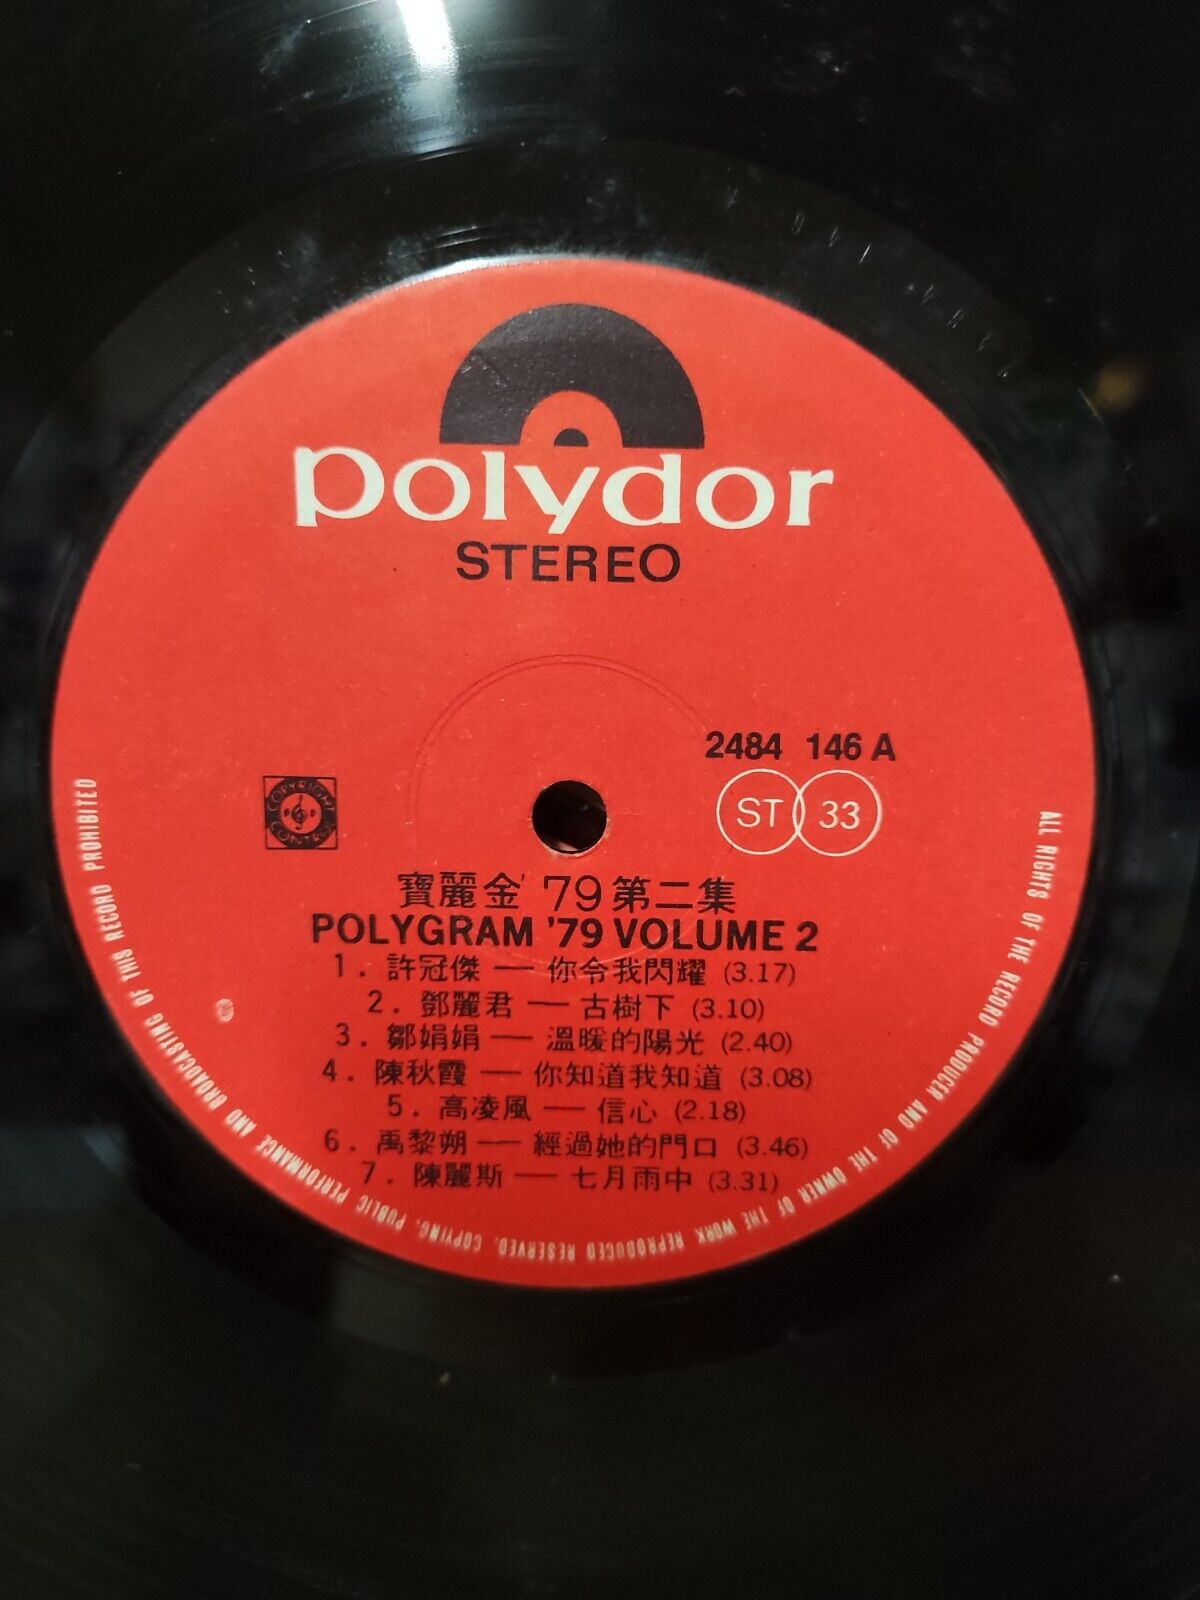 polydor
STEREO
2484 146 A
COPYRIGHT
CONTROL
ST 33
寶麗金'79第二集
POLYGRAM '79 VOLUME 2
1. 許冠傑 — 你令我閃耀 (3.17)
2. 鄧麗君 — 古樹下 (3.10)
3. 鄒娟娟 — 溫暖的陽光 (2.40)
4. 陳秋霞 — 你知道我知道 (3.08)
5. 高凌風 — 信心 (2.18)
6. 禹黎朔 — 經過她的門口 (3.46)
7. 陳麗斯 — 七月雨中 (3.31)
ALL RIGHTS OF THE RECORD PRODUCER AND OF THE OWNER OF THE WORK REPRODUCED RESERVED. COPYING, PUBLIC PERFORMANCE AND BROADCASTING OF THIS RECORD PROHIBITED